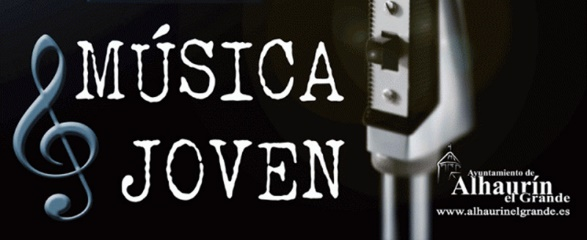 MÚSICA
JOVEN
Ayuntamiento de
Alhaurín
el Grande
www.alhaurinelgrande.es